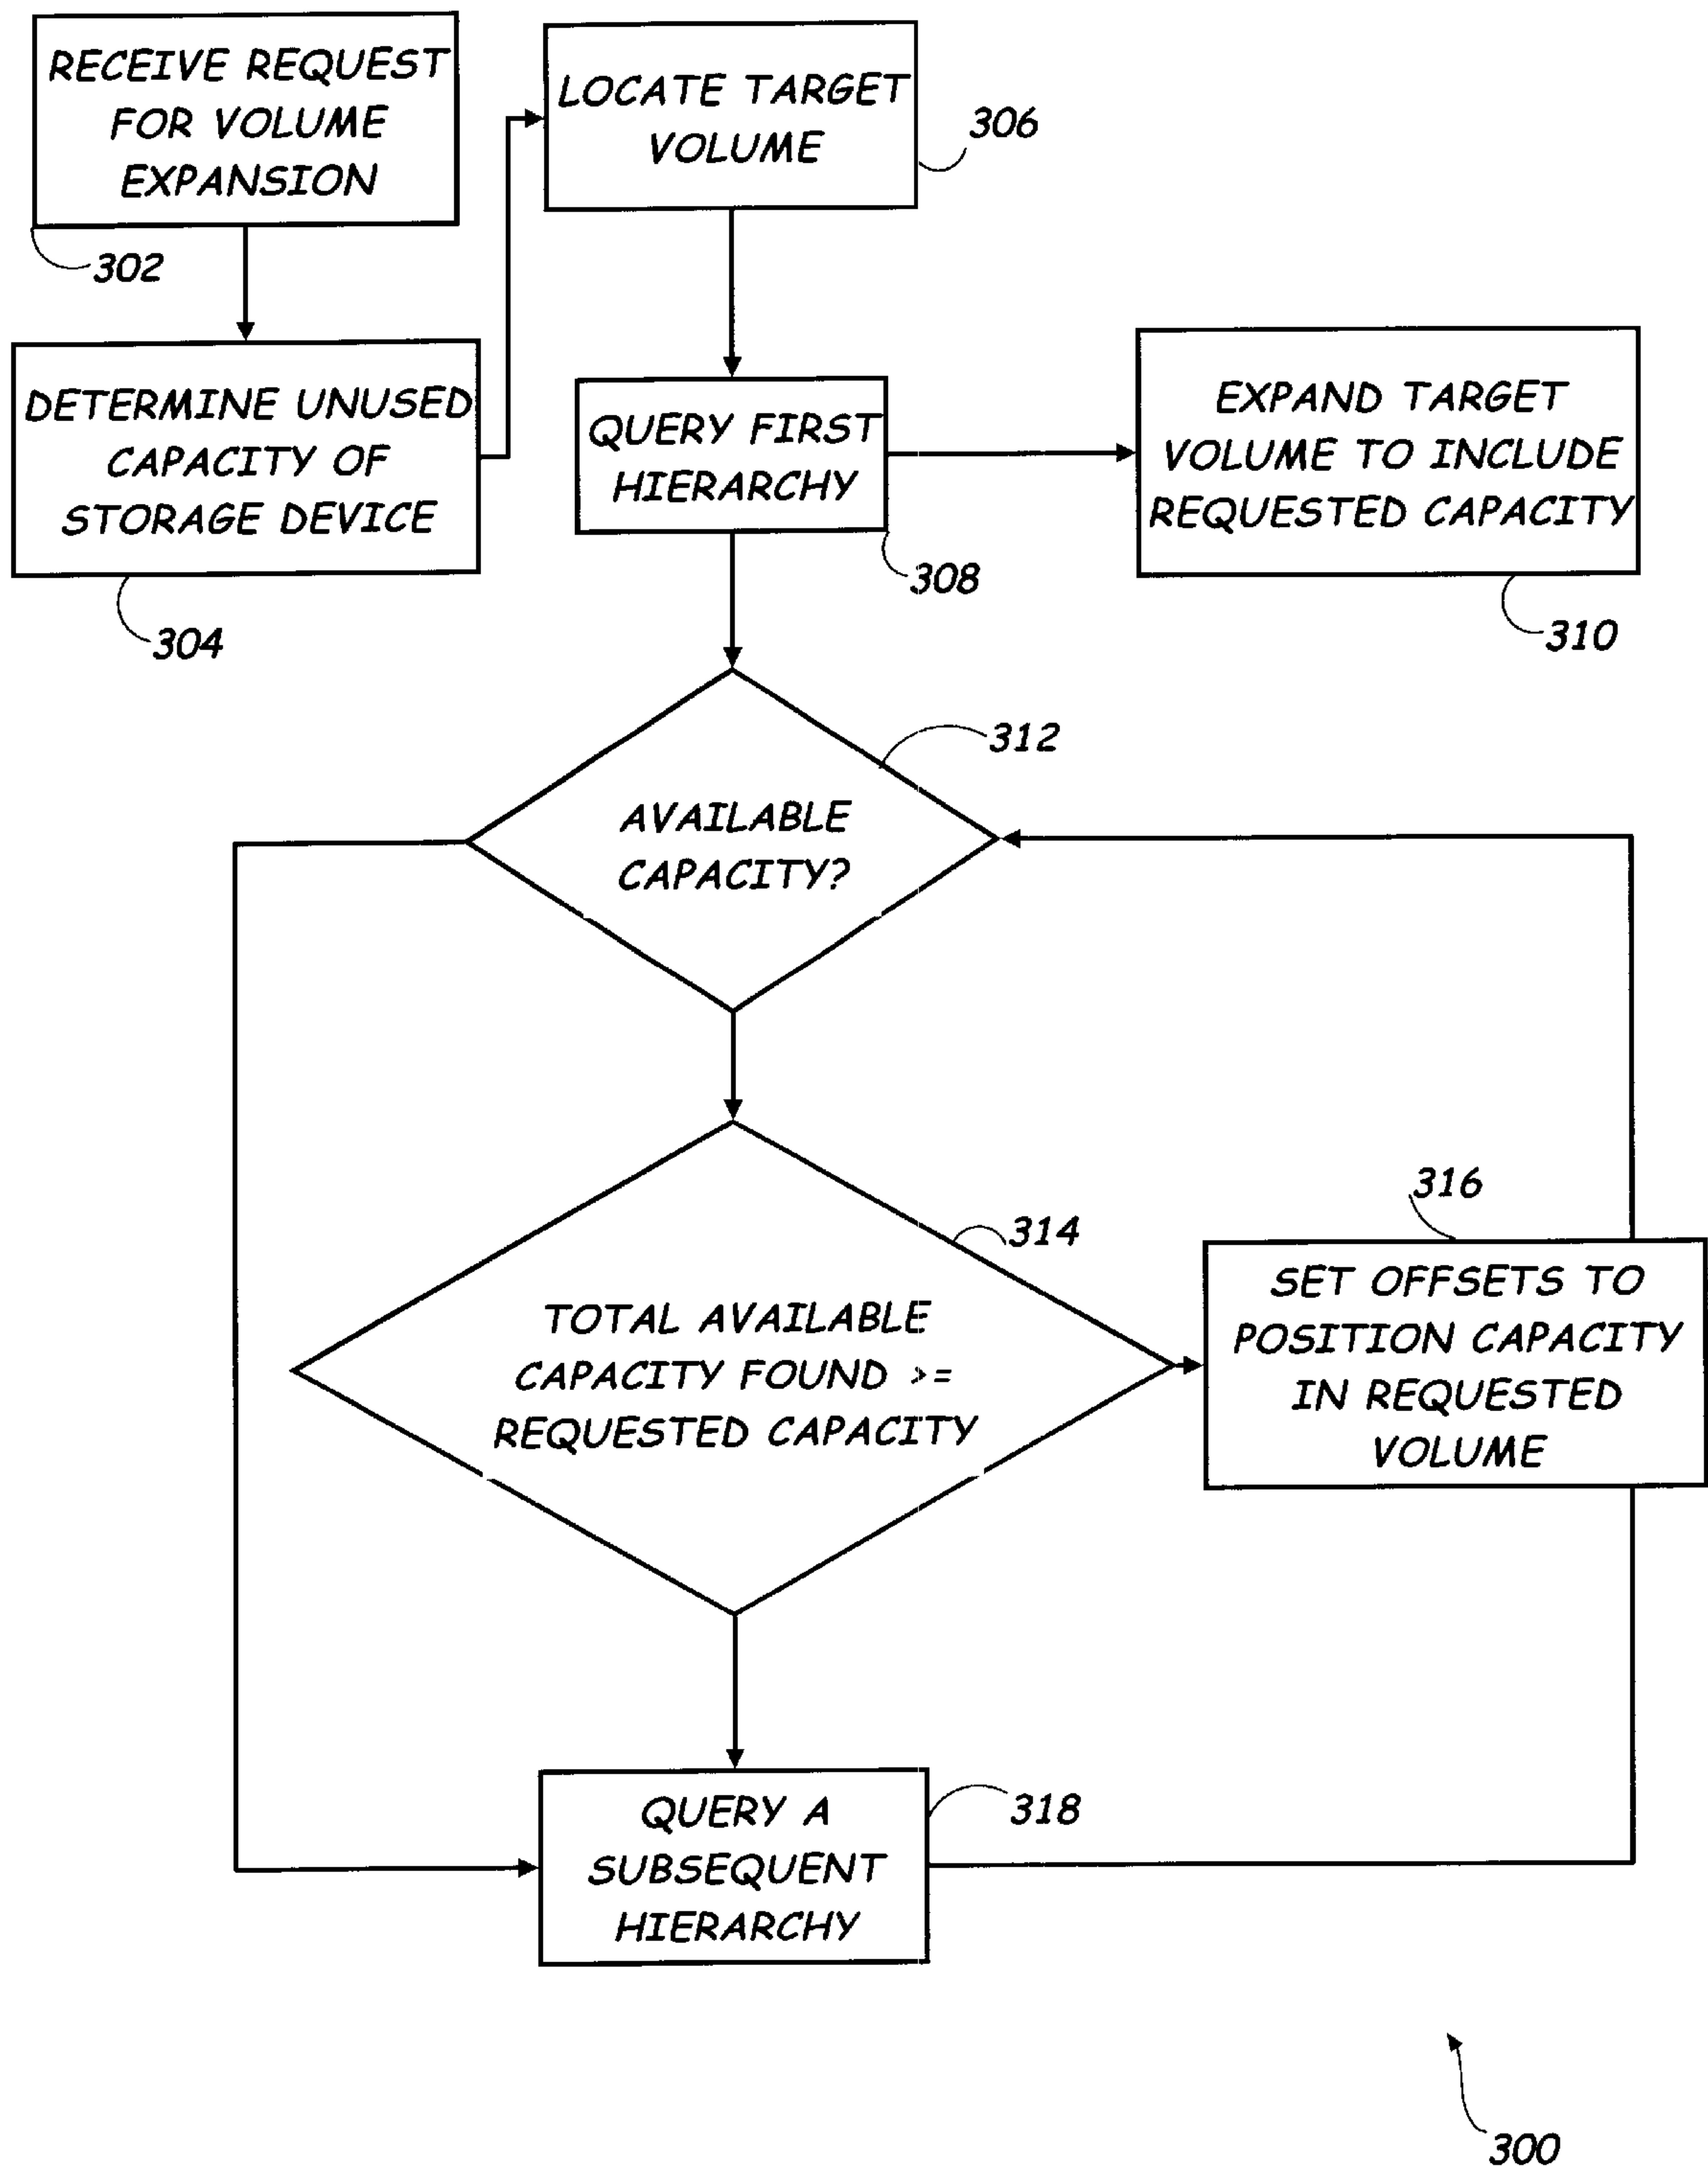 RECEIVE REQUEST
FOR VOLUME
EXPANSION
302
DETERMINE UNUSED
CAPACITY OF
STORAGE DEVICE
304
LOCATE TARGET
VOLUME
306
QUERY FIRST
HIERARCHY
308
EXPAND TARGET
VOLUME TO INCLUDE
REQUESTED CAPACITY
310
AVAILABLE
CAPACITY?
312
TOTAL AVAILABLE
CAPACITY FOUND >=
REQUESTED CAPACITY
314
316
SET OFFSETS TO
POSITION CAPACITY
IN REQUESTED
VOLUME
QUERY A
SUBSEQUENT
HIERARCHY
318
300